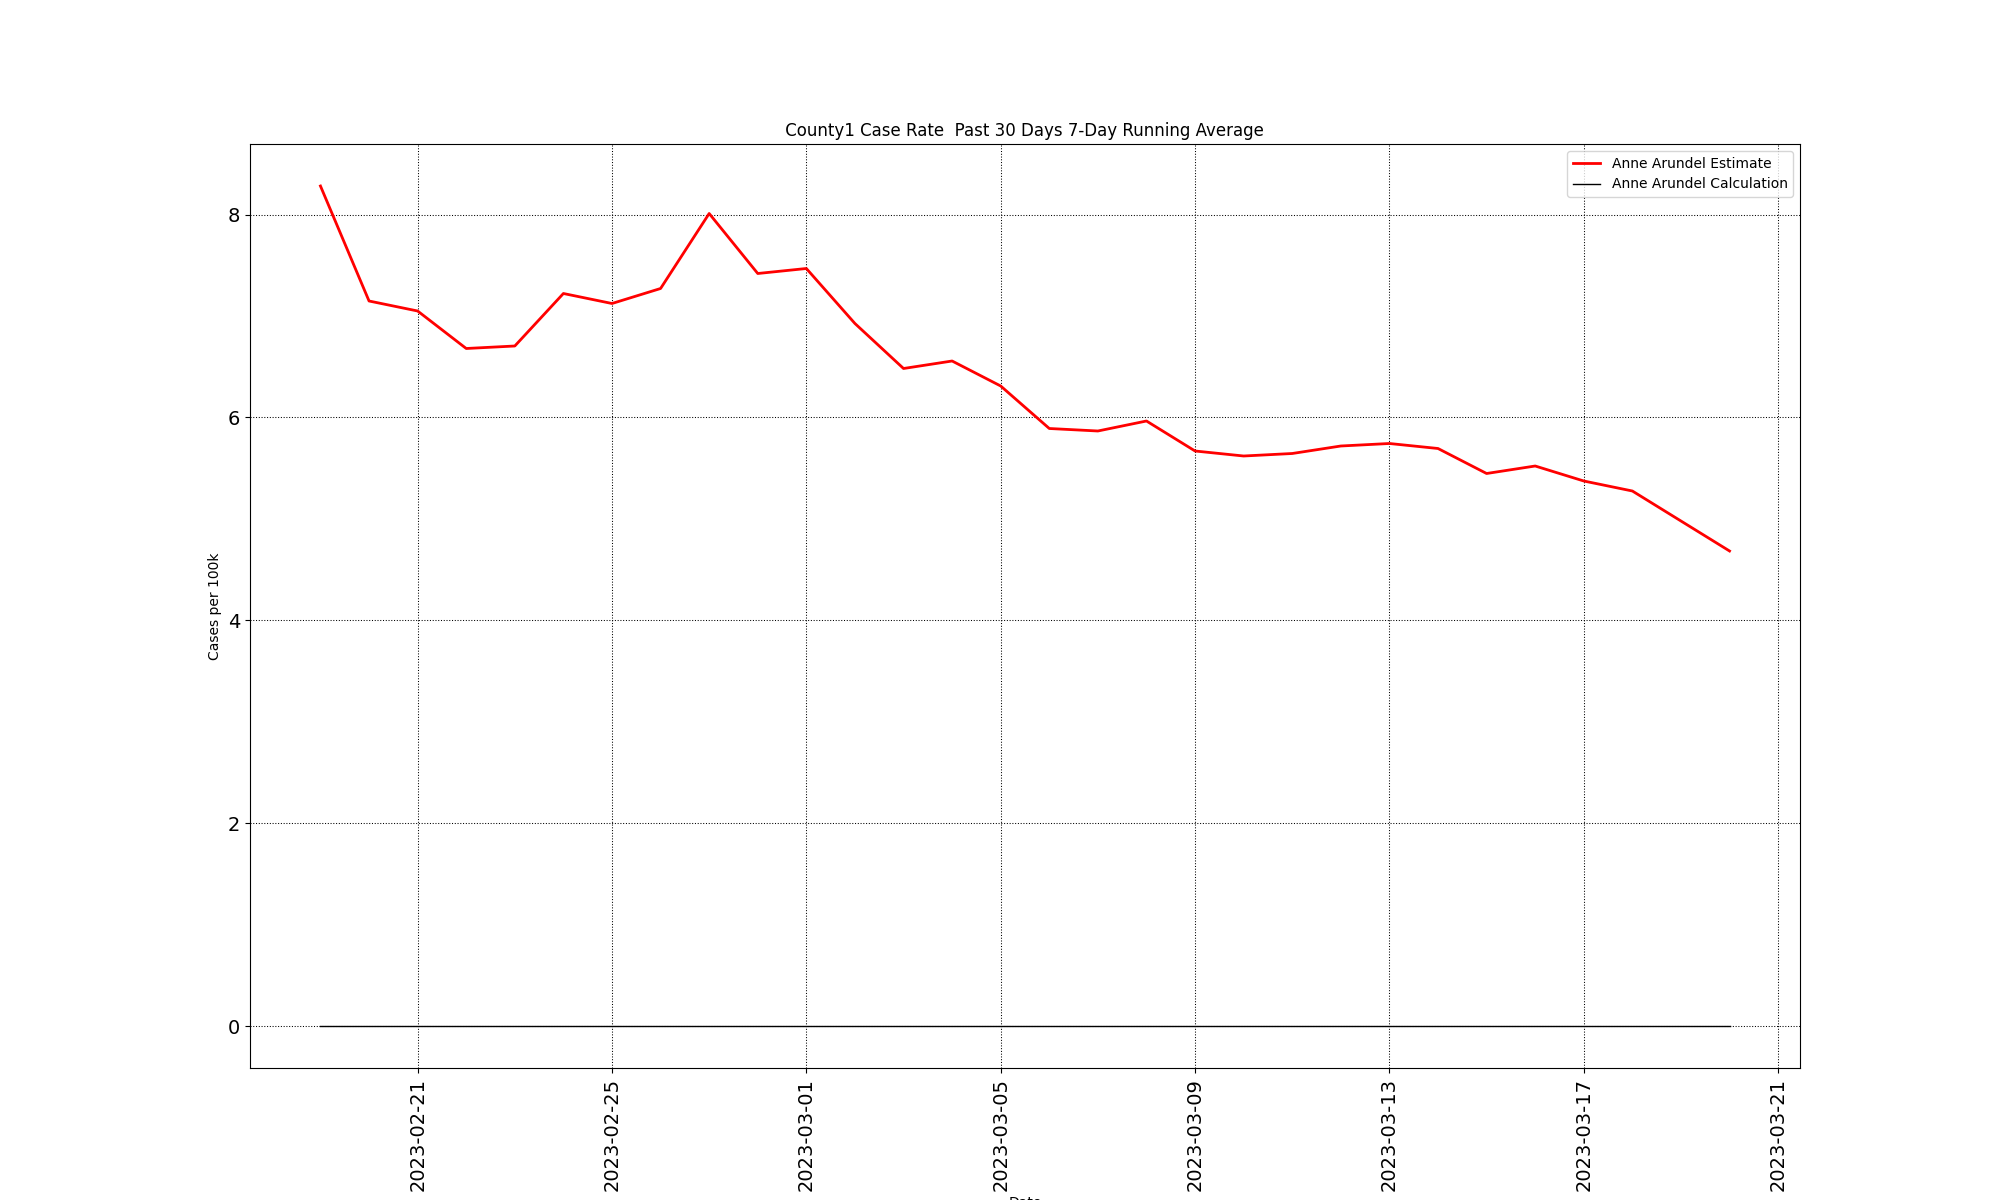 County1 Case Rate  Past 30 Days 7-Day Running Average
Anne Arundel Estimate
Anne Arundel Calculation
Cases per 100k
8
6
4
2
0
2023-02-21
2023-02-25
2023-03-01
2023-03-05
2023-03-09
2023-03-13
2023-03-17
2023-03-21
Date